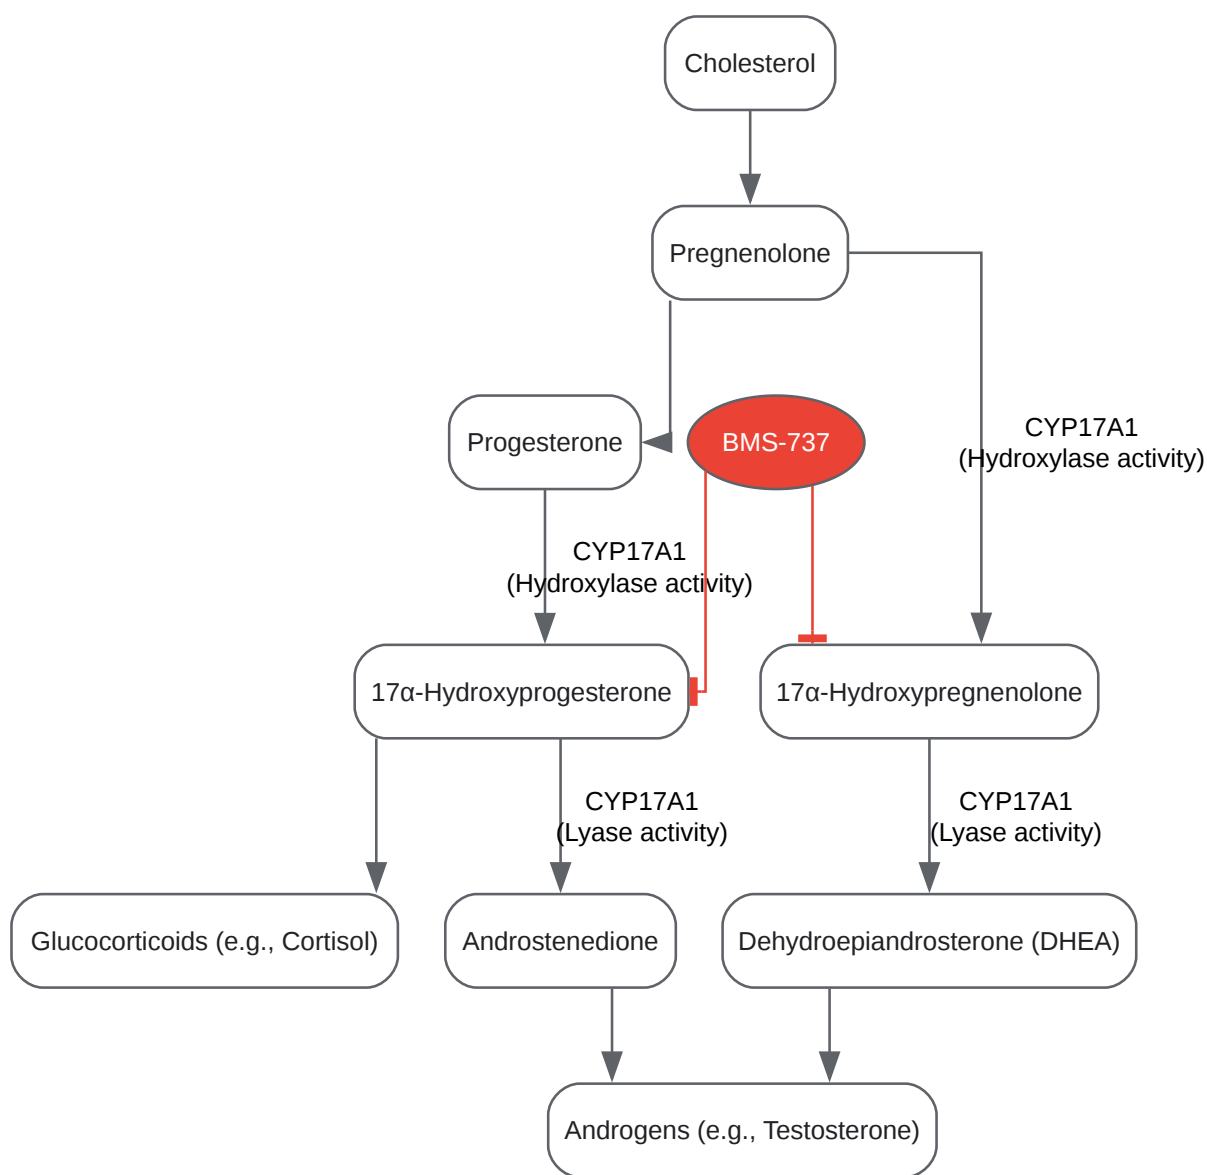 Cholesterol
Pregnenolone
Progesterone
BMS-737
CYP17A1
(Hydroxylase activity)
CYP17A1
(Hydroxylase activity)
17α-Hydroxyprogesterone
17α-Hydroxypregnenolone
CYP17A1
(Lyase activity)
CYP17A1
(Lyase activity)
Glucocorticoids (e.g., Cortisol)
Androstenedione
Dehydroepiandrosterone (DHEA)
Androgens (e.g., Testosterone)